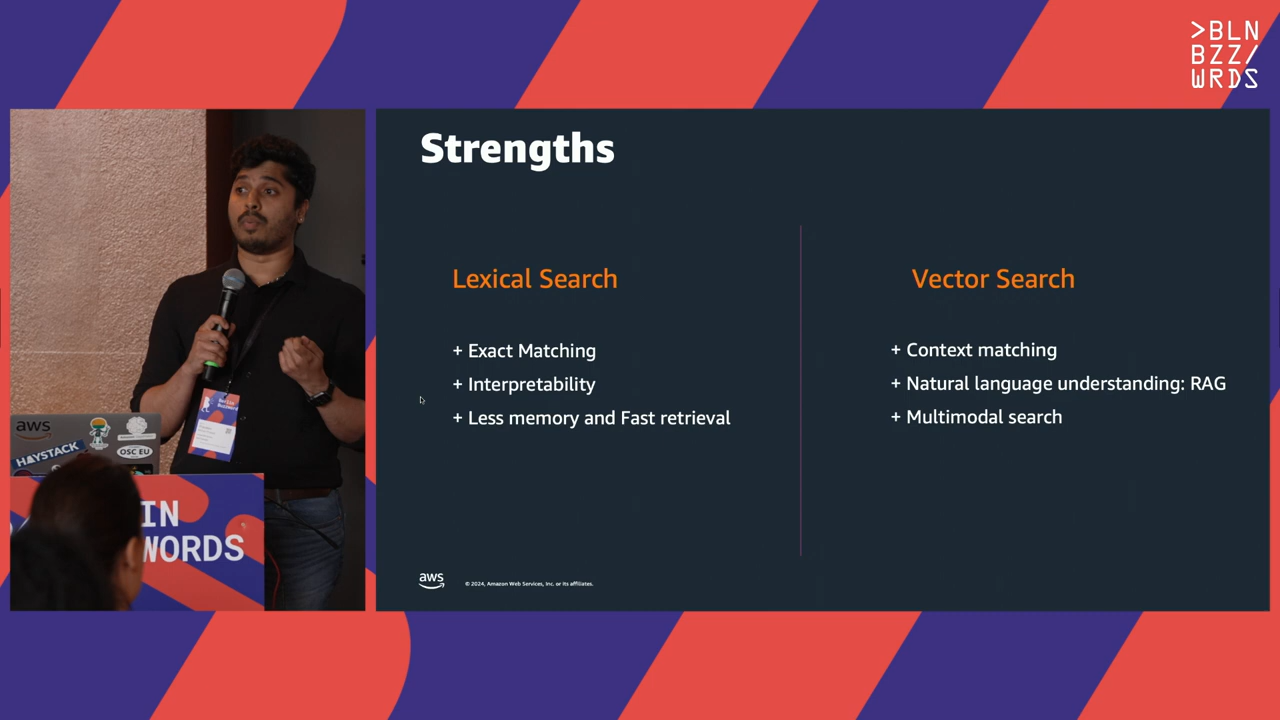 >BLN
BZZ/
WRDS
Strengths
Lexical Search
+ Exact Matching
+ Interpretability
+ Less memory and Fast retrieval
Vector Search
+ Context matching
+ Natural language understanding: RAG
+ Multimodal search
aws
© 2024, Amazon Web Services, Inc. or its affiliates.
aws
HAYSTACK
OSC EU
IN
WORDS